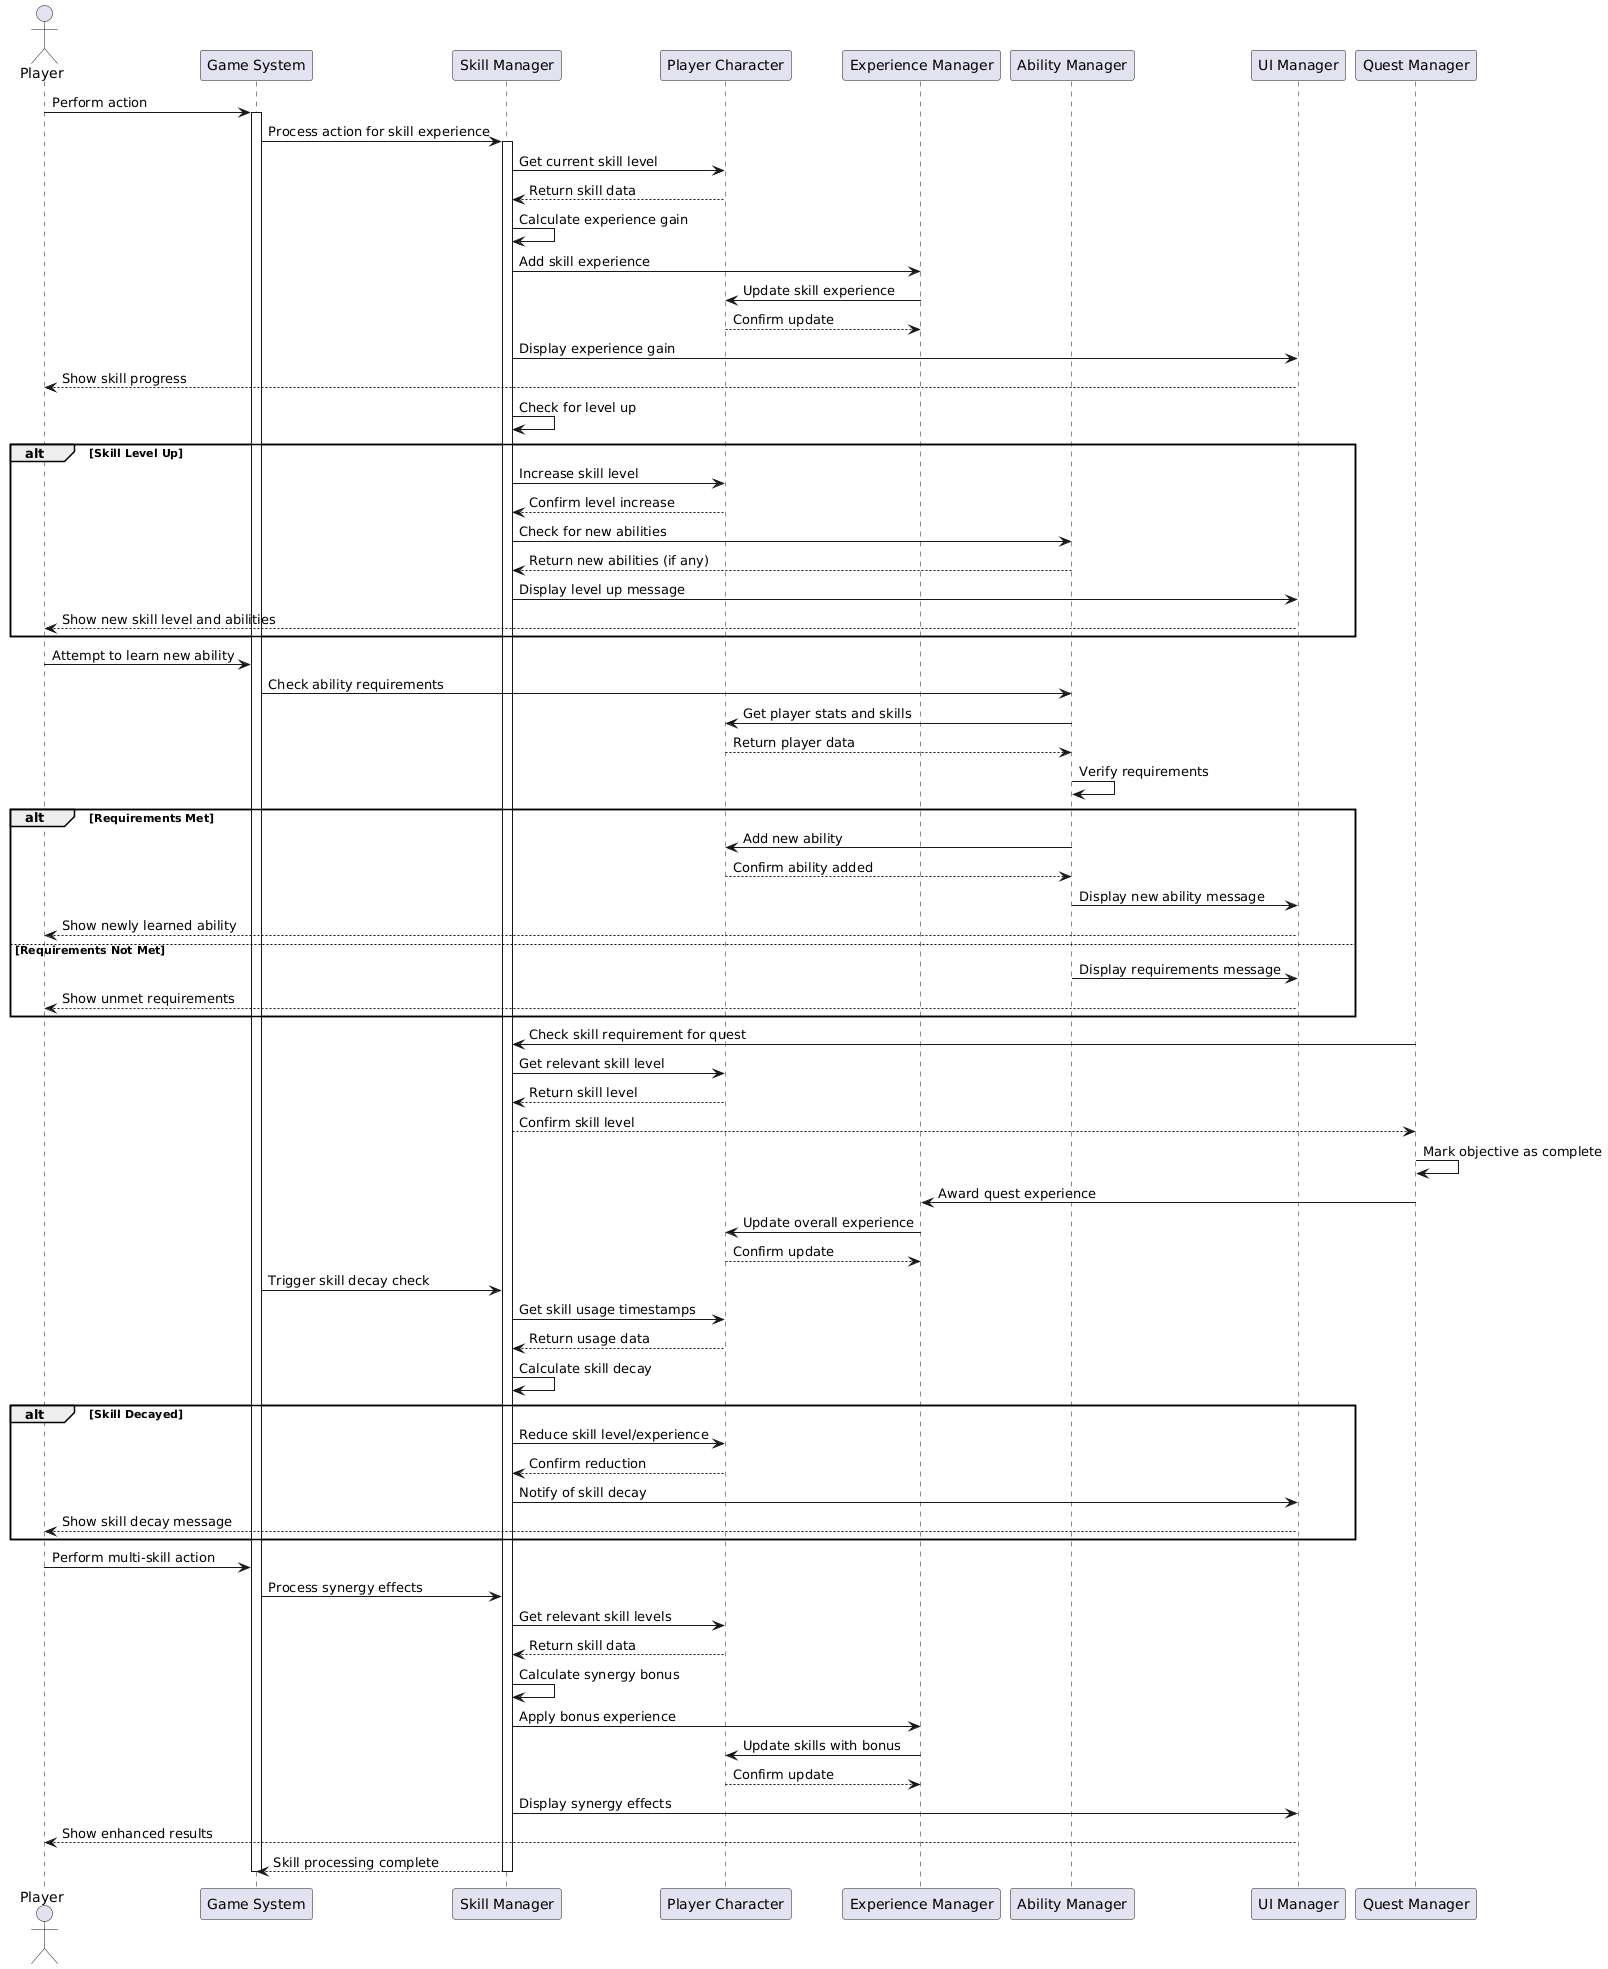 Player
Game System
Skill Manager
Player Character
Experience Manager
Ability Manager
UI Manager
Quest Manager
Perform action
Process action for skill experience
Get current skill level
Return skill data
Calculate experience gain
Add skill experience
Update skill experience
Confirm update
Display experience gain
Show skill progress
Check for level up
alt [Skill Level Up]
Increase skill level
Confirm level increase
Check for new abilities
Return new abilities (if any)
Display level up message
Show new skill level and abilities
Attempt to learn new ability
Check ability requirements
Get player stats and skills
Return player data
Verify requirements
alt [Requirements Met]
Add new ability
Confirm ability added
Display new ability message
Show newly learned ability
[Requirements Not Met]
Display requirements message
Show unmet requirements
Check skill requirement for quest
Get relevant skill level
Return skill level
Confirm skill level
Mark objective as complete
Award quest experience
Update overall experience
Confirm update
Trigger skill decay check
Get skill usage timestamps
Return usage data
Calculate skill decay
alt [Skill Decayed]
Reduce skill level/experience
Confirm reduction
Notify of skill decay
Show skill decay message
Perform multi-skill action
Process synergy effects
Get relevant skill levels
Return skill data
Calculate synergy bonus
Apply bonus experience
Update skills with bonus
Confirm update
Display synergy effects
Show enhanced results
Skill processing complete
Player
Game System
Skill Manager
Player Character
Experience Manager
Ability Manager
UI Manager
Quest Manager